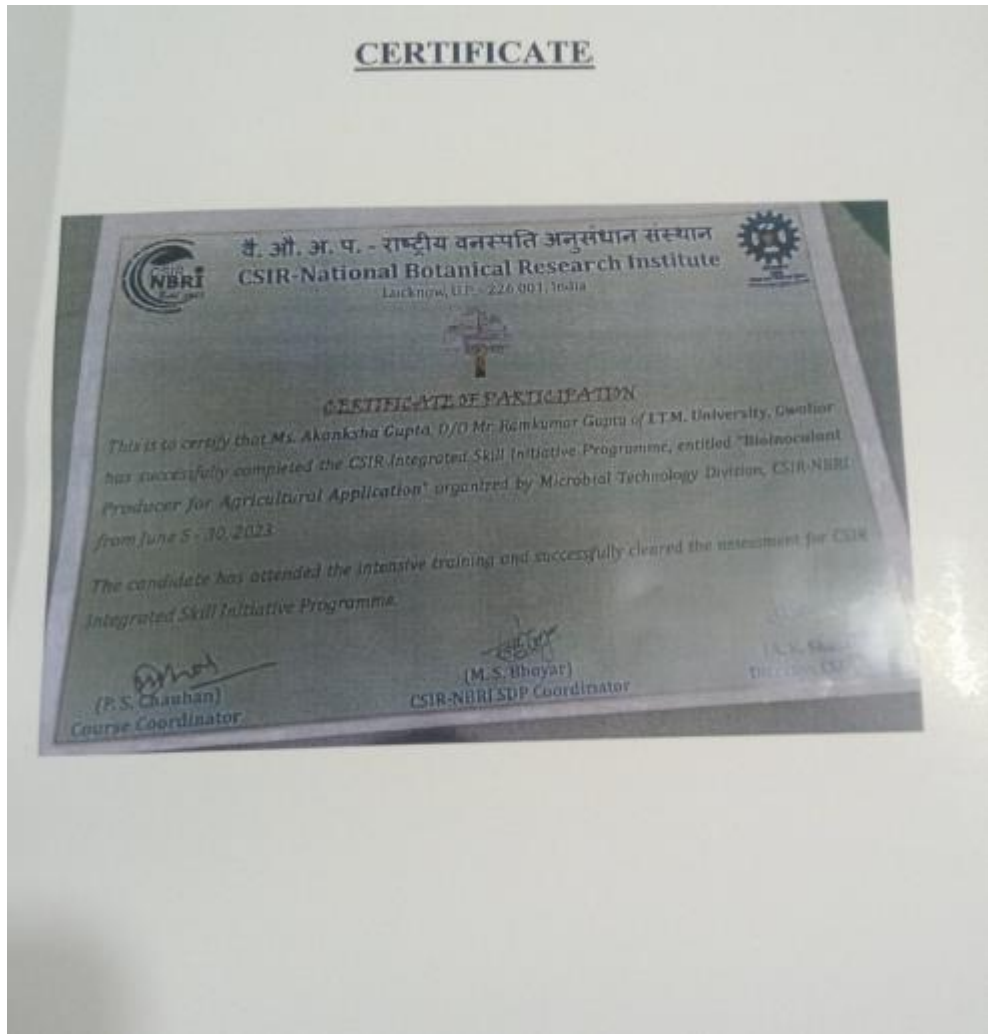 CERTIFICATE
वै. औ. अ. प. - राष्ट्रीय वनस्पति अनुसंधान संस्थान
CSIR
NBRI
CSIR-National Botanical Research Institute
Lucknow, U.P. - 226 001, India
CERTIFICATE OF PARTICIPATION
This is to certify that Ms. Akanksha Gupta, D/O Mr. Ramkumar Gupta of I.T.M. University, Gwalior
has successfully completed the CSIR-Integrated Skill Initiative Programme, entitled "Bioinoculant
Producer for Agricultural Application" organized by Microbial Technology Division, CSIR-NBRI
from June 5 - 30, 2023
The candidate has attended the intensive training and successfully cleared the assessment for CSIR
Integrated Skill Initiative Programme.
(P. S. Chauhan)
Course Coordinator
(M. S. Bhoyar)
CSIR-NBRI SDP Coordinator